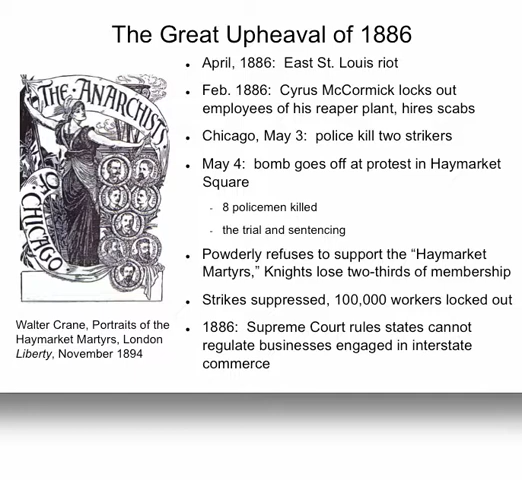 The Great Upheaval of 1886
• April, 1886: East St. Louis riot
• Feb. 1886: Cyrus McCormick locks out
employees of his reaper plant, hires scabs
• Chicago, May 3: police kill two strikers
• May 4: bomb goes off at protest in Haymarket
Square
- 8 policemen killed
- the trial and sentencing
• Powderly refuses to support the “Haymarket
Martyrs,” Knights lose two-thirds of membership
• Strikes suppressed, 100,000 workers locked out
• 1886: Supreme Court rules states cannot
regulate businesses engaged in interstate
commerce
THE ANARCHISTS
OF CHICAGO
Walter Crane, Portraits of the
Haymarket Martyrs, London
Liberty, November 1894